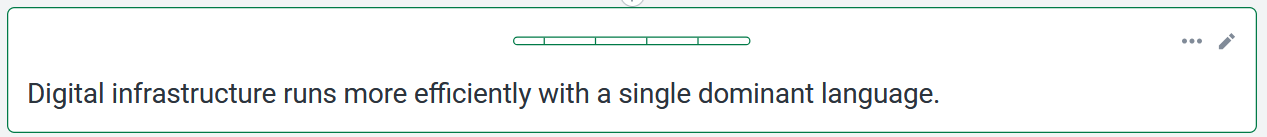 Digital infrastructure runs more efficiently with a single dominant language.